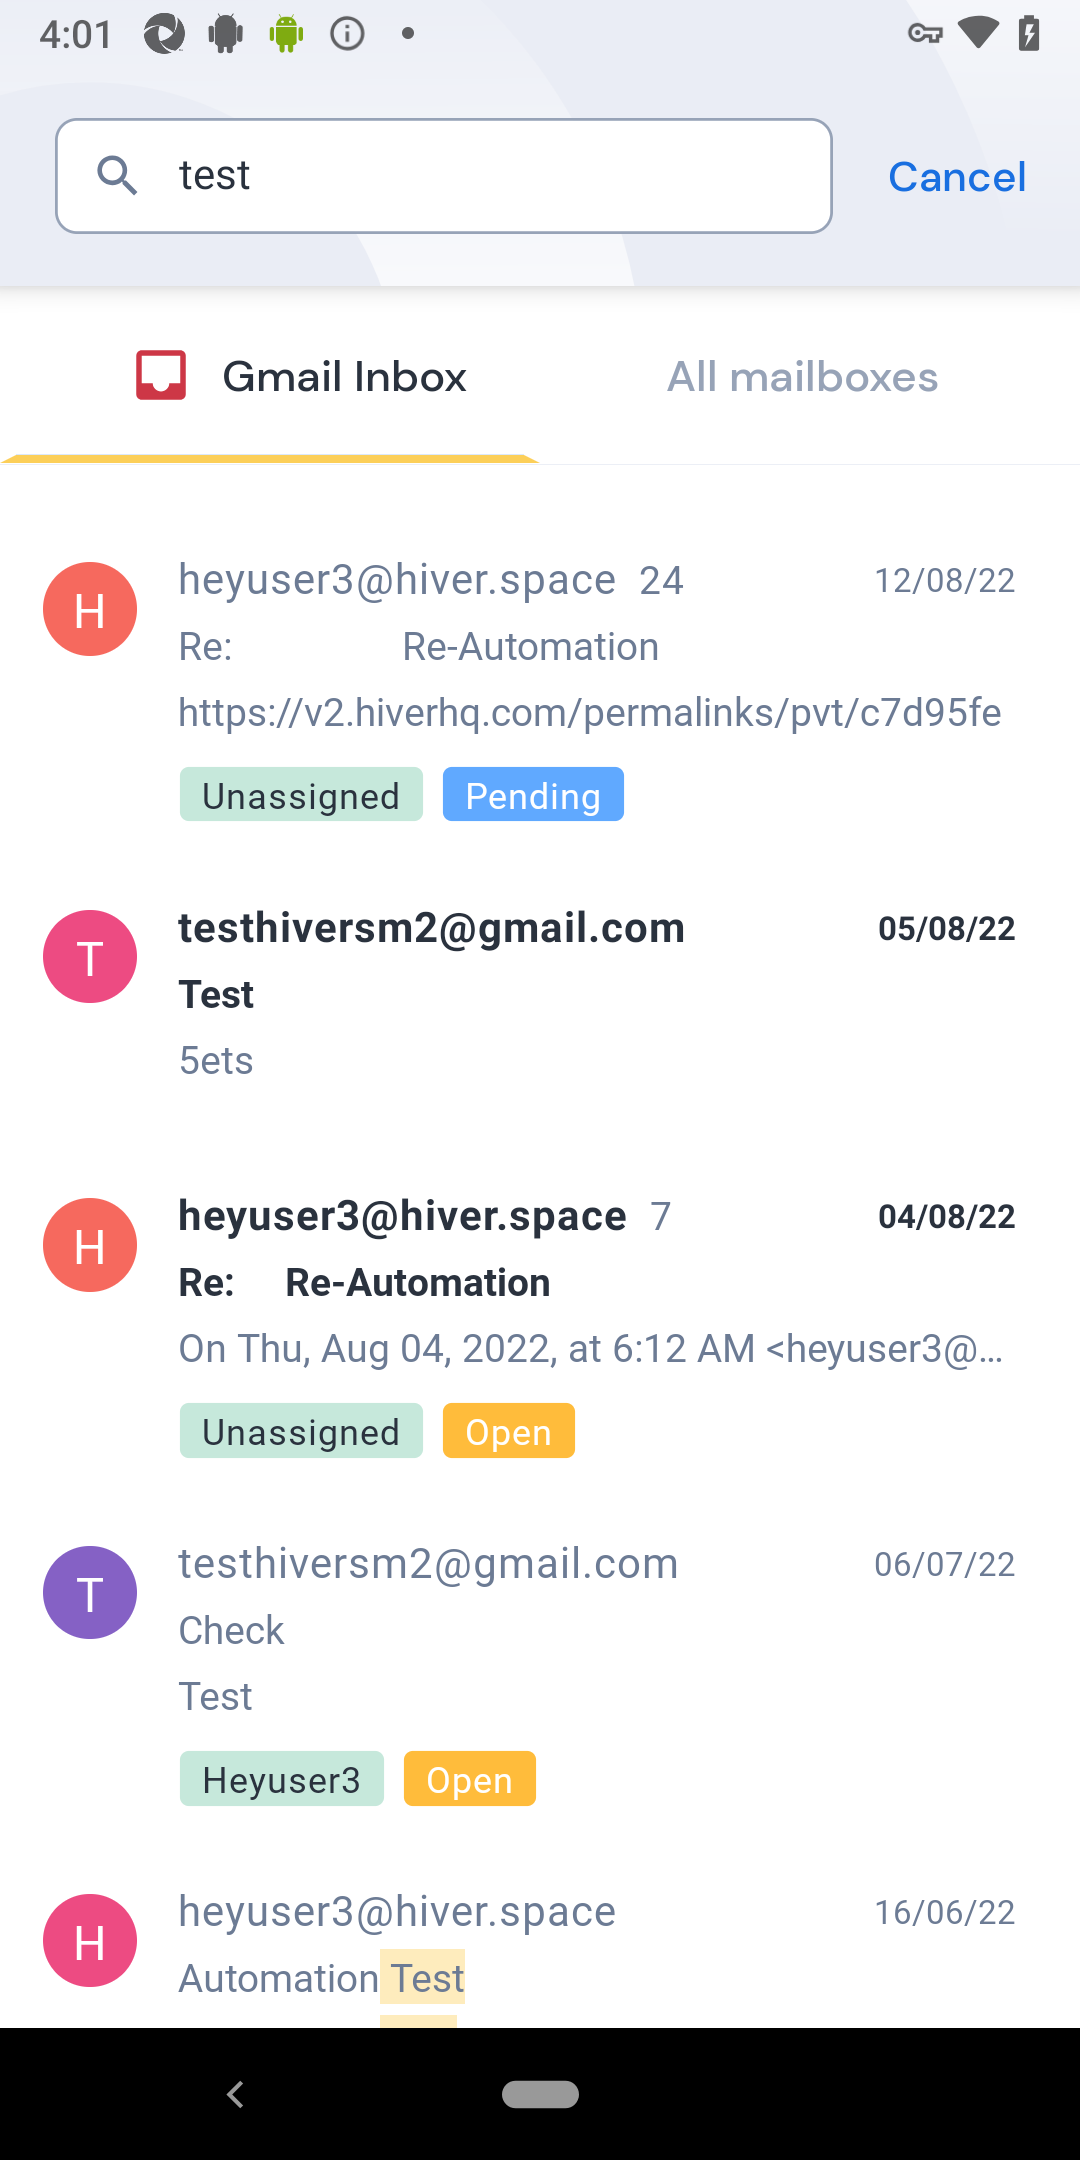 4:01
test
Cancel
Gmail Inbox
All mailboxes
H
heyuser3@hiver.space 24
12/08/22
Re: Re-Automation
https://v2.hiverhq.com/permalinks/pvt/c7d95fe
Unassigned
Pending
T
testhiversm2@gmail.com
05/08/22
Test
5ets
H
heyuser3@hiver.space 7
04/08/22
Re: Re-Automation
On Thu, Aug 04, 2022, at 6:12 AM <heyuser3@...
Unassigned
Open
T
testhiversm2@gmail.com
06/07/22
Check
Test
Heyuser3
Open
H
heyuser3@hiver.space
16/06/22
Automation Test